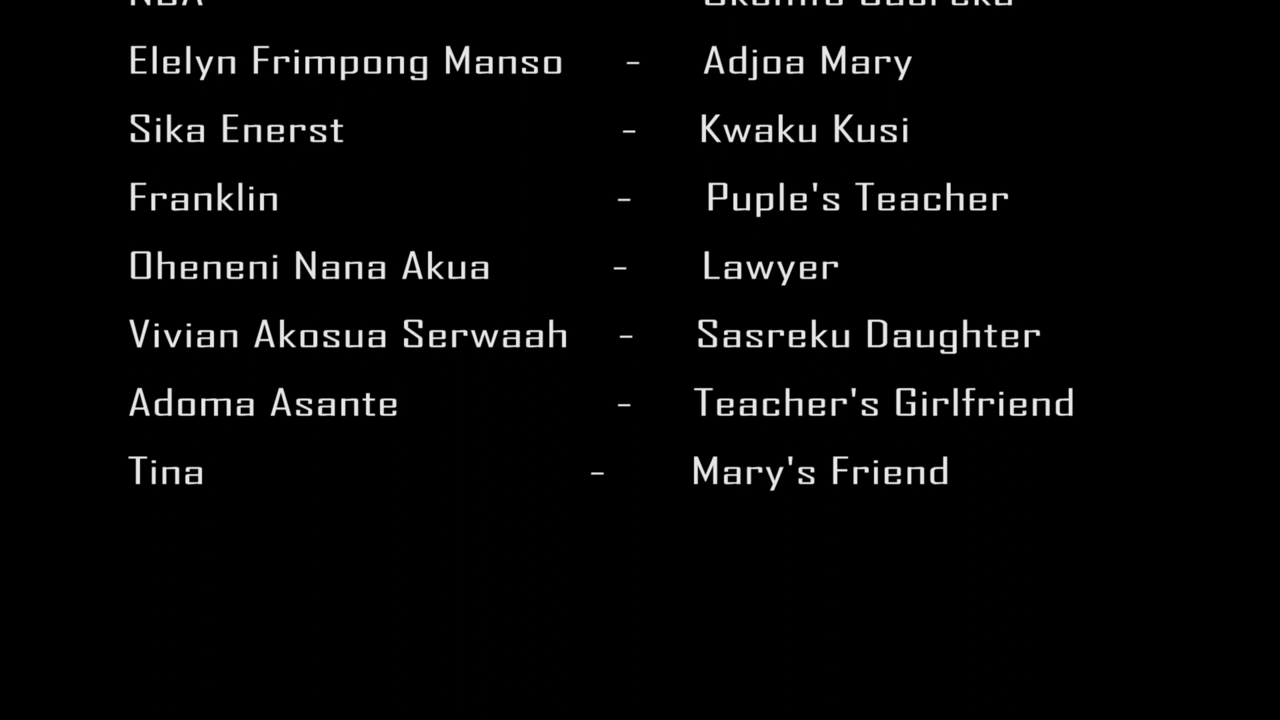 Elelyn Frimpong Manso - Adjoa Mary
Sika Enerst - Kwaku Kusi
Franklin - Puple's Teacher
Oheneni Nana Akua - Lawyer
Vivian Akosua Serwaah - Sasreku Daughter
Adoma Asante - Teacher's Girlfriend
Tina - Mary's Friend